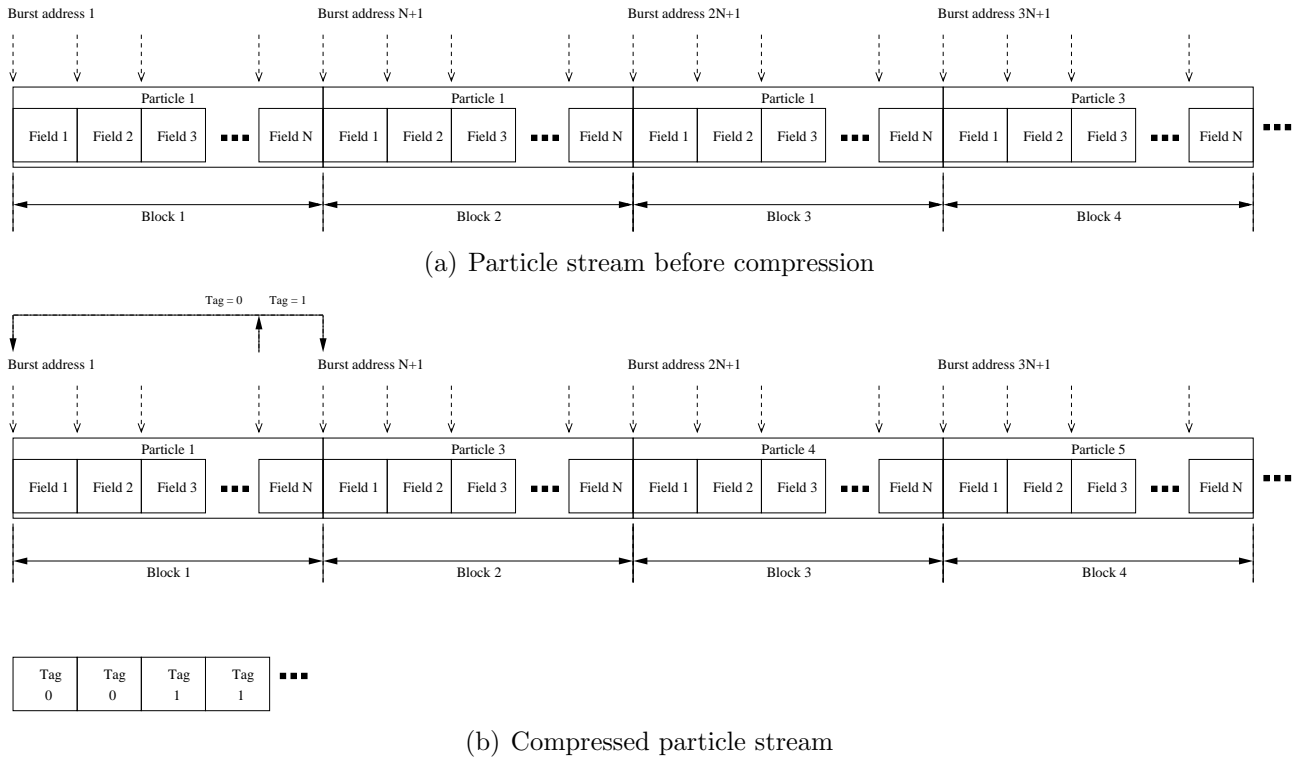 Burst address 1 Burst address N+1 Burst address 2N+1 Burst address 3N+1
Particle 1 Particle 1 Particle 1 Particle 3
Field 1 Field 2 Field 3 Field N Field 1 Field 2 Field 3 Field N Field 1 Field 2 Field 3 Field N Field 1 Field 2 Field 3 Field N
Block 1 Block 2 Block 3 Block 4
(a) Particle stream before compression
Tag = 0 Tag = 1
Burst address 1 Burst address N+1 Burst address 2N+1 Burst address 3N+1
Particle 1 Particle 3 Particle 4 Particle 5
Field 1 Field 2 Field 3 Field N Field 1 Field 2 Field 3 Field N Field 1 Field 2 Field 3 Field N Field 1 Field 2 Field 3 Field N
Block 1 Block 2 Block 3 Block 4
Tag Tag Tag Tag
0 0 1 1
(b) Compressed particle stream